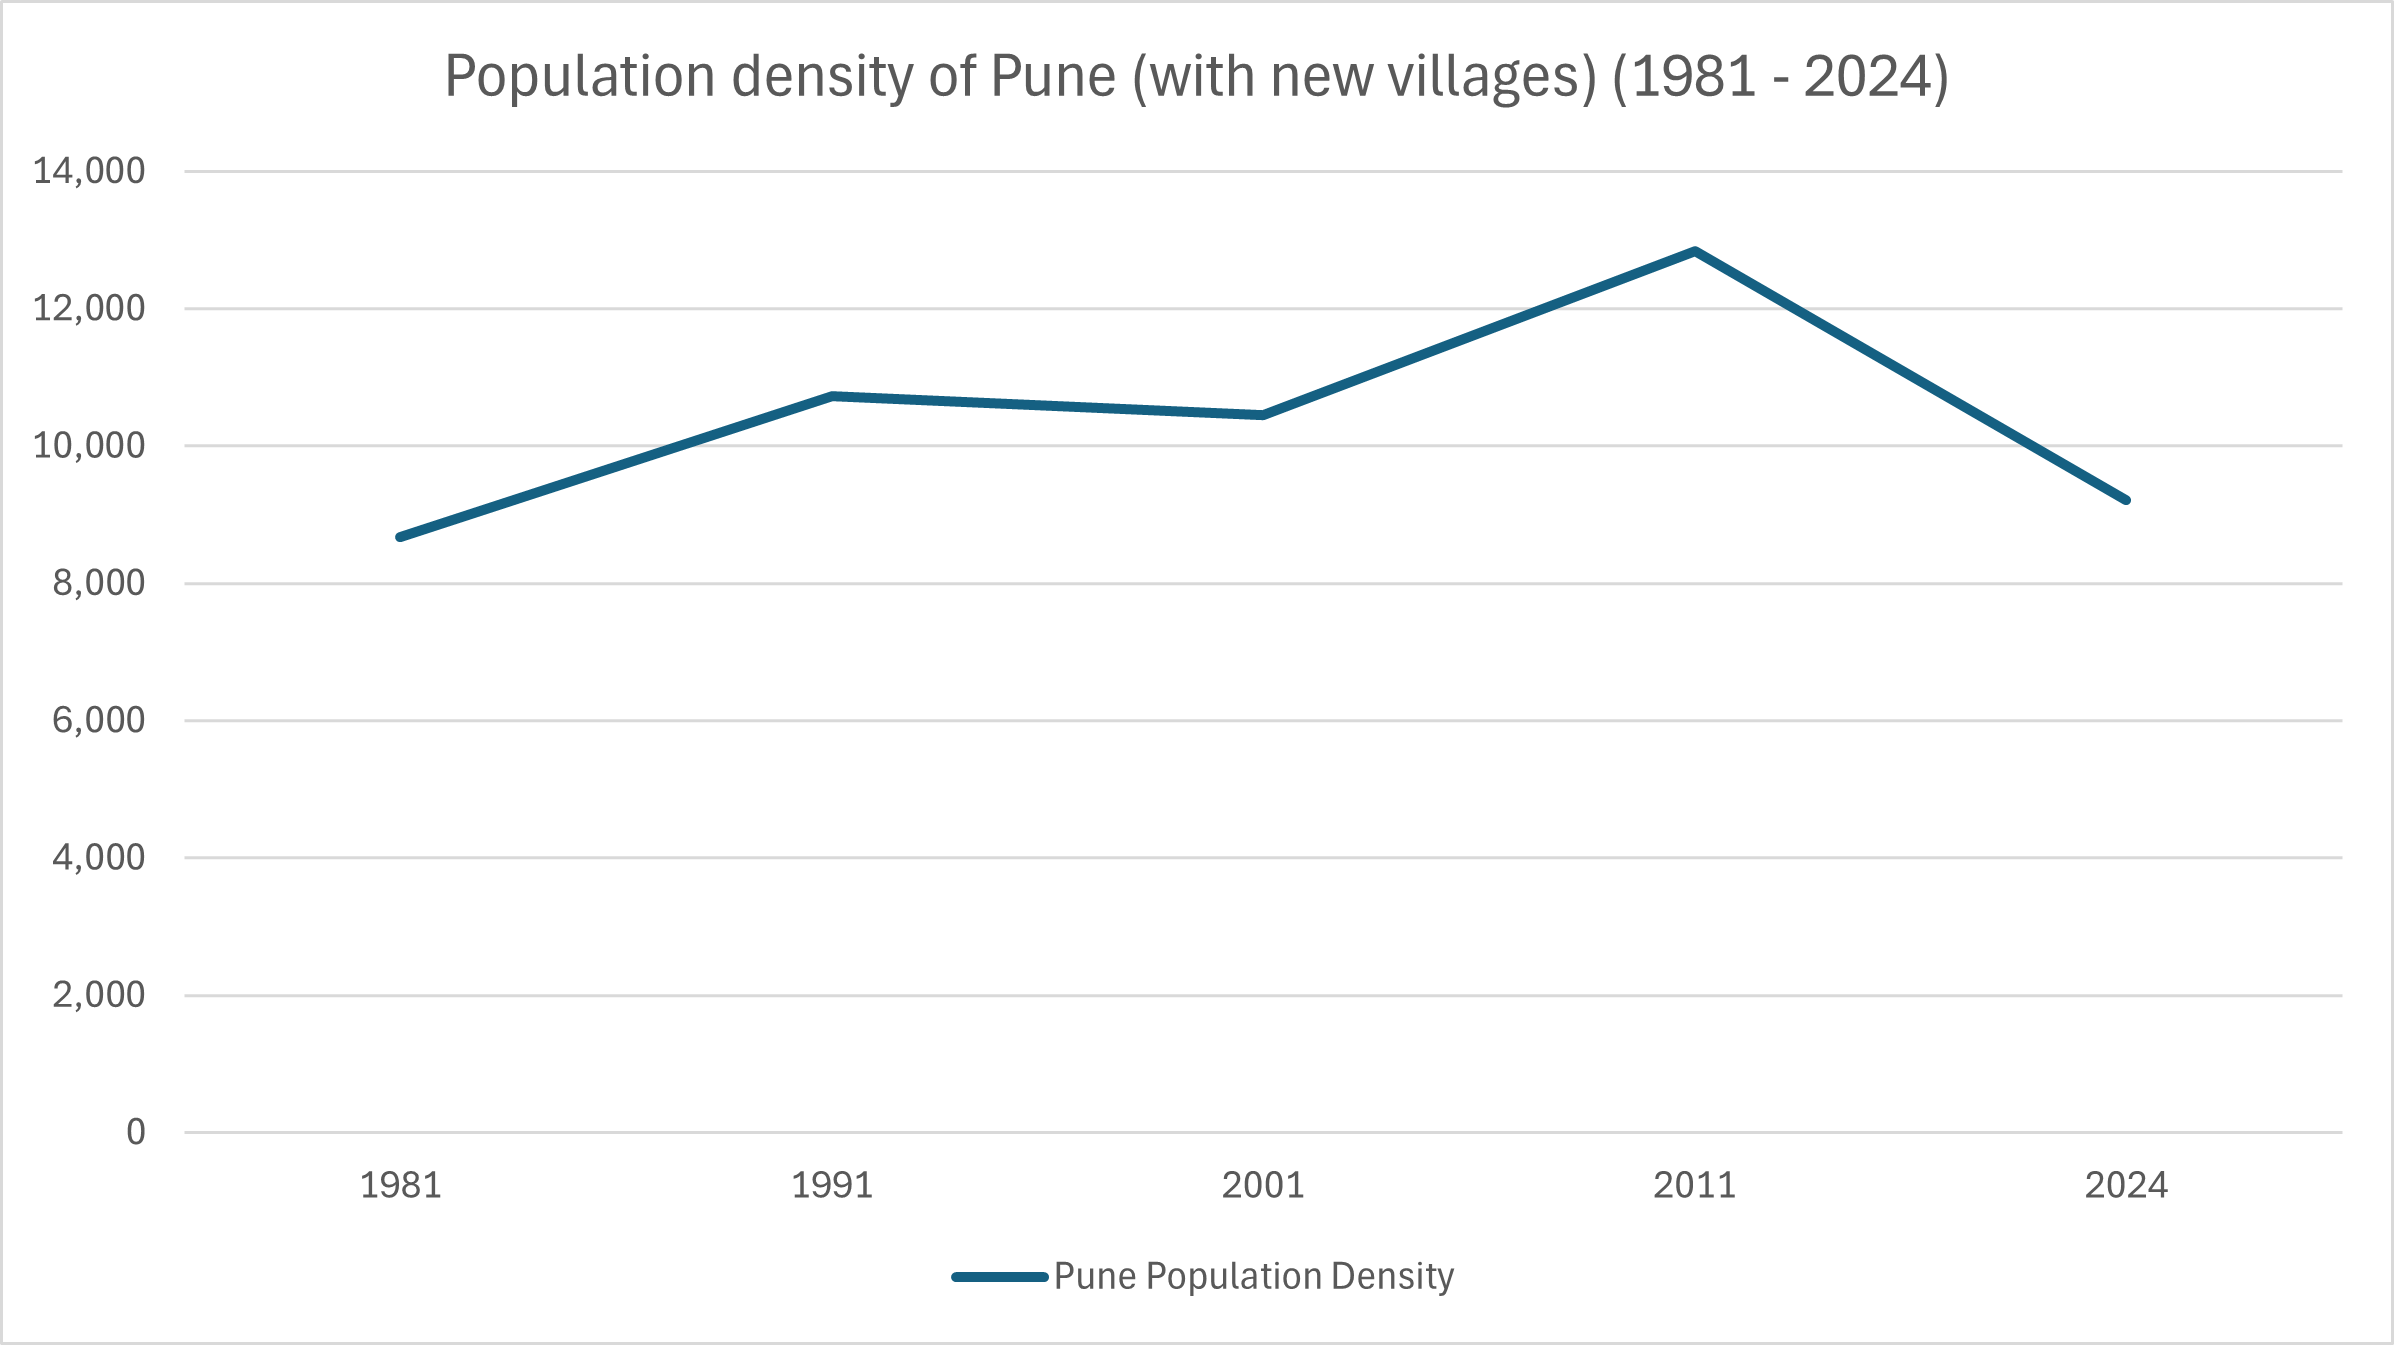 Population density of Pune (with new villages) (1981 - 2024)
14,000
12,000
10,000
8,000
6,000
4,000
2,000
0
1981 1991 2001 2011 2024
Pune Population Density